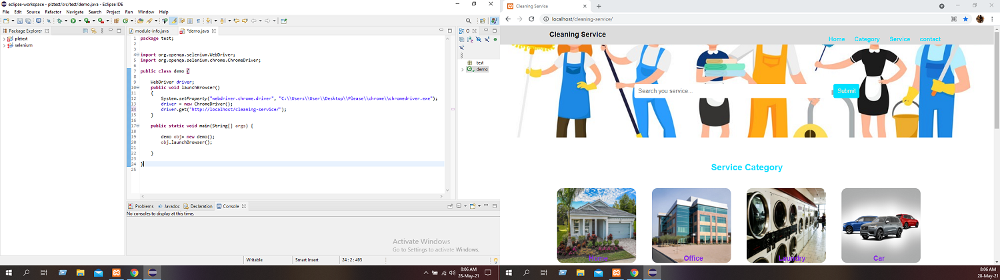 eclipse-workspace - plztest/src/test/demo.java - Eclipse IDE
File Edit Source Refactor Navigate Search Project Run Window Help
Package Explorer
plztest
selenium
module-info.java
*demo.java
1 package test;
2
3
4 import org.openqa.selenium.WebDriver;
5 import org.openqa.selenium.chrome.ChromeDriver;
6
7 public class demo {
8
9 WebDriver driver;
10 public void launchBrowser()
11 {
12 System.setProperty("webdriver.chrome.driver", "C:\\Users\\User\\Desktop\\Please\\chrome\\chromedriver.exe");
13 driver = new ChromeDriver();
14 driver.get("http://localhost/cleaning-service/");
15 }
16
17 public static void main(String[] args) {
18
19 demo obj= new demo();
20 obj.launchBrowser();
21
22 }
23
24 }
25
O
test
demo
Problems Javadoc Declaration Console
No consoles to display at this time.
Activate Windows
Go to Settings to activate Windows.
Writable Smart Insert 24 : 2 : 495
8:06 AM
28-May-21
Cleaning Service
localhost/cleaning-service/
Cleaning Service
Home Category Service contact
Search you service...
Submit
Service Category
Home
Office
Laundry
Car
8:06 AM
28-May-21